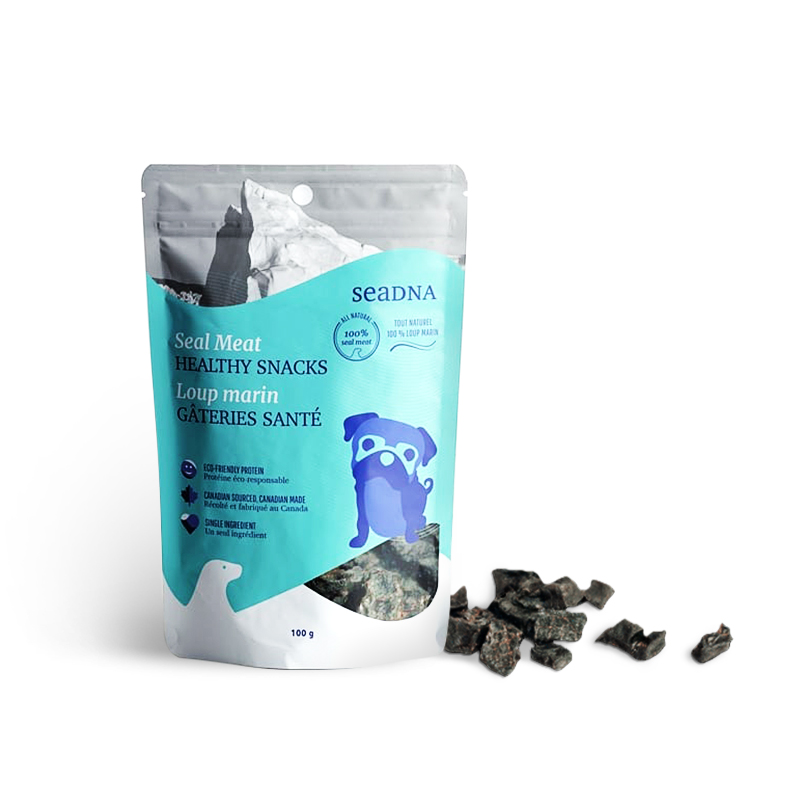 seaDNA
ALL NATURAL
100%
seal meat
TOUT NATUREL
100 % LOUP MARIN
Seal Meat
HEALTHY SNACKS
Loup marin
GÂTERIES SANTÉ
ECO-FRIENDLY PROTEIN
Protéine éco-responsable
CANADIAN SOURCED, CANADIAN MADE
Récolté et fabriqué au Canada
SINGLE INGREDIENT
Un seul ingrédient
100 g